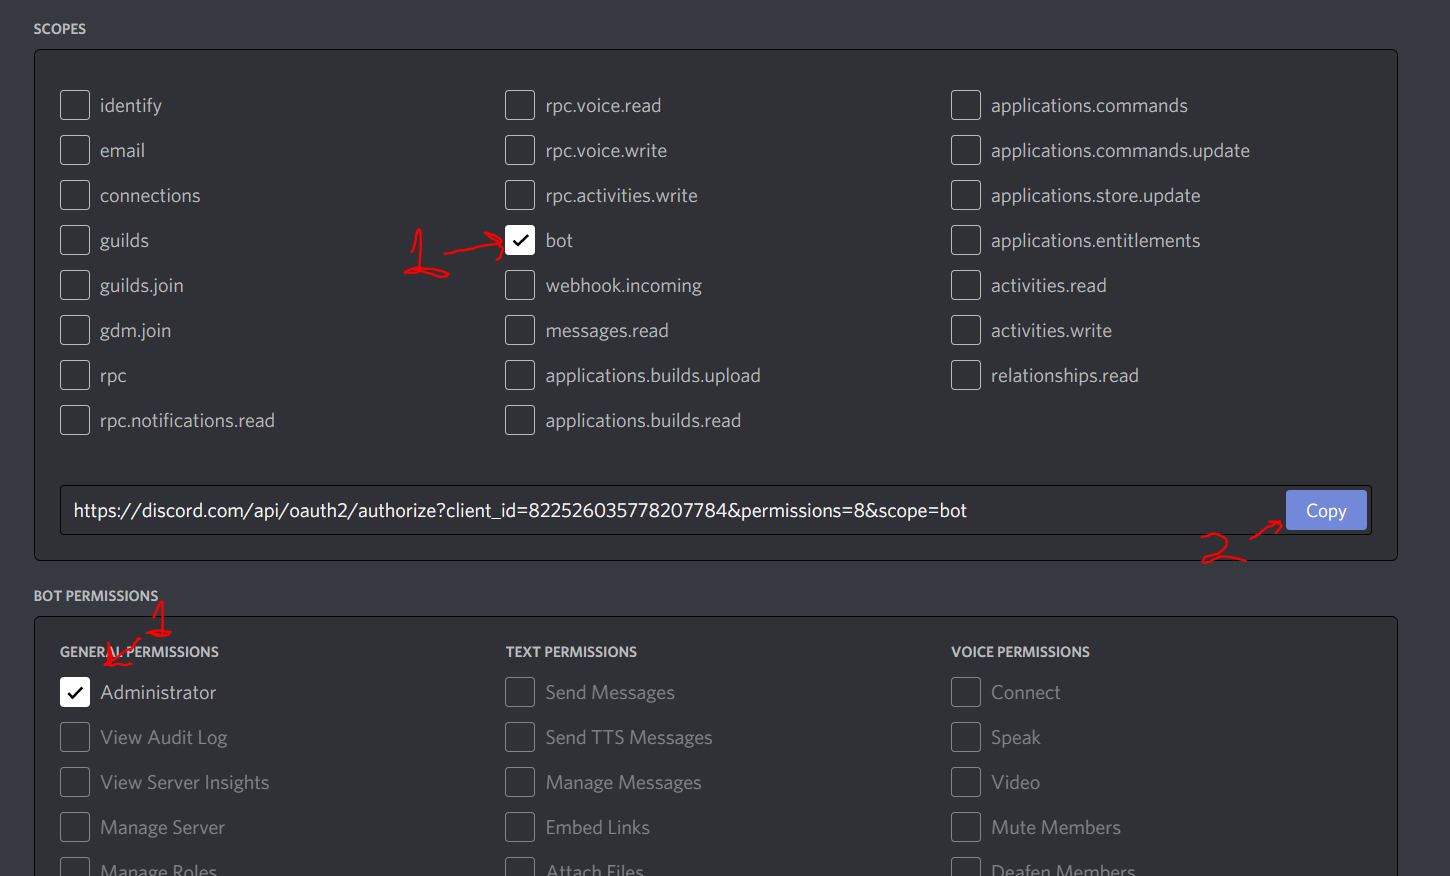 SCOPES
identify
rpc.voice.read
applications.commands
email
rpc.voice.write
applications.commands.update
connections
rpc.activities.write
applications.store.update
guilds
1
bot
applications.entitlements
guilds.join
webhook.incoming
activities.read
gdm.join
messages.read
activities.write
rpc
applications.builds.upload
relationships.read
rpc.notifications.read
applications.builds.read
https://discord.com/api/oauth2/authorize?client_id=822526035778207784&permissions=8&scope=bot
Copy
2
BOT PERMISSIONS
1
GENERAL PERMISSIONS
TEXT PERMISSIONS
VOICE PERMISSIONS
Administrator
Send Messages
Connect
View Audit Log
Send TTS Messages
Speak
View Server Insights
Manage Messages
Video
Manage Server
Embed Links
Mute Members
Manage Roles
Attach Files
Deafen Members